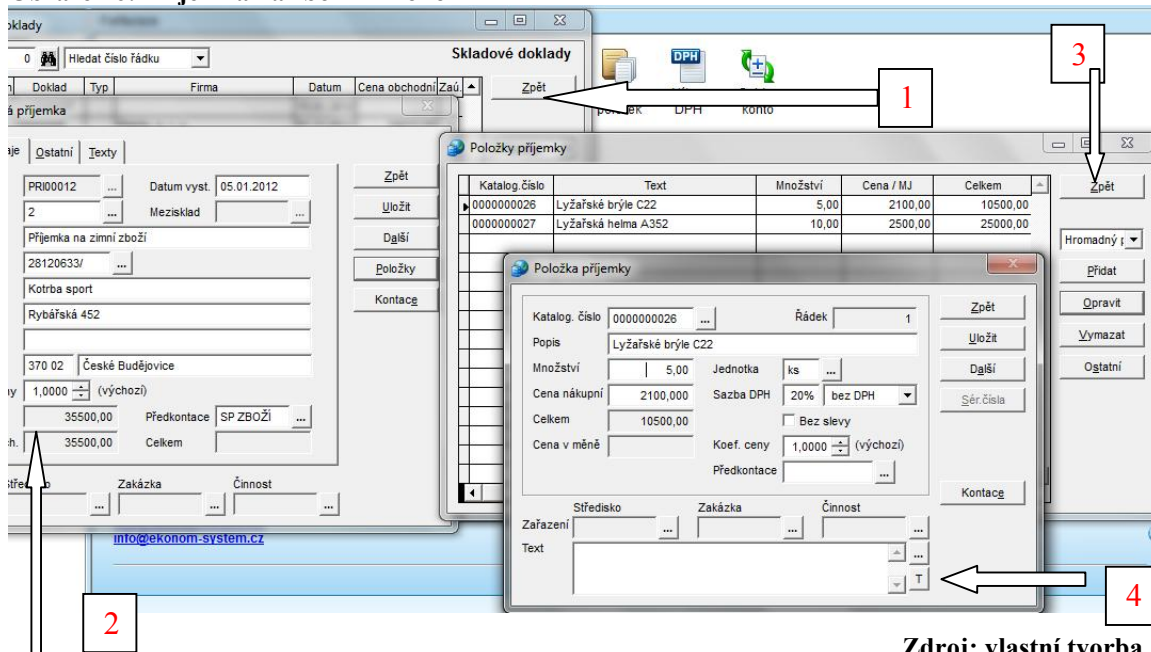 oklady
0 Hledat číslo řádku
Skladové doklady
Doklad Typ Firma Datum Cena obchodní Zaú.
Zpět
á příjemka
DPH
DPH
konto
1
3
aje Ostatní Texty
PRI00012 ... Datum vyst. 05.01.2012
2 ... Mezisklad ...
Příjemka na zimní zboží
28120633/ ...
Kotrba sport
Rybářská 452
370 02 České Budějovice
ny 1,0000 (výchozí)
35500,00 Předkontace SP ZBOŽÍ ...
ch. 35500,00 Celkem
Středisko Zakázka Činnost
... ... ...
Zpět
Uložit
Další
Položky
Kontace
Položky příjemky
Katalog.číslo Text Množství Cena / MJ Celkem
0000000026 Lyžařské brýle C22 5,00 2100,00 10500,00
0000000027 Lyžařská helma A352 10,00 2500,00 25000,00
Zpět
Hromadný p
Přidat
Opravit
Vymazat
Ostatní
Položka příjemky
Katalog. číslo 0000000026 ... Řádek 1
Popis Lyžařské brýle C22
Množství 5,00 Jednotka ks ...
Cena nákupní 2100,000 Sazba DPH 20% bez DPH
Celkem 10500,00 Bez slevy
Cena v měně Koef. ceny 1,0000 (výchozí)
Předkontace ...
Středisko Zakázka Činnost
Zařazení ... ... ...
Text ...
T
Zpět
Uložit
Další
Sér.čísla
Kontace
info@ekonom-system.cz
2
4
Zdroj: vlastní tvorba